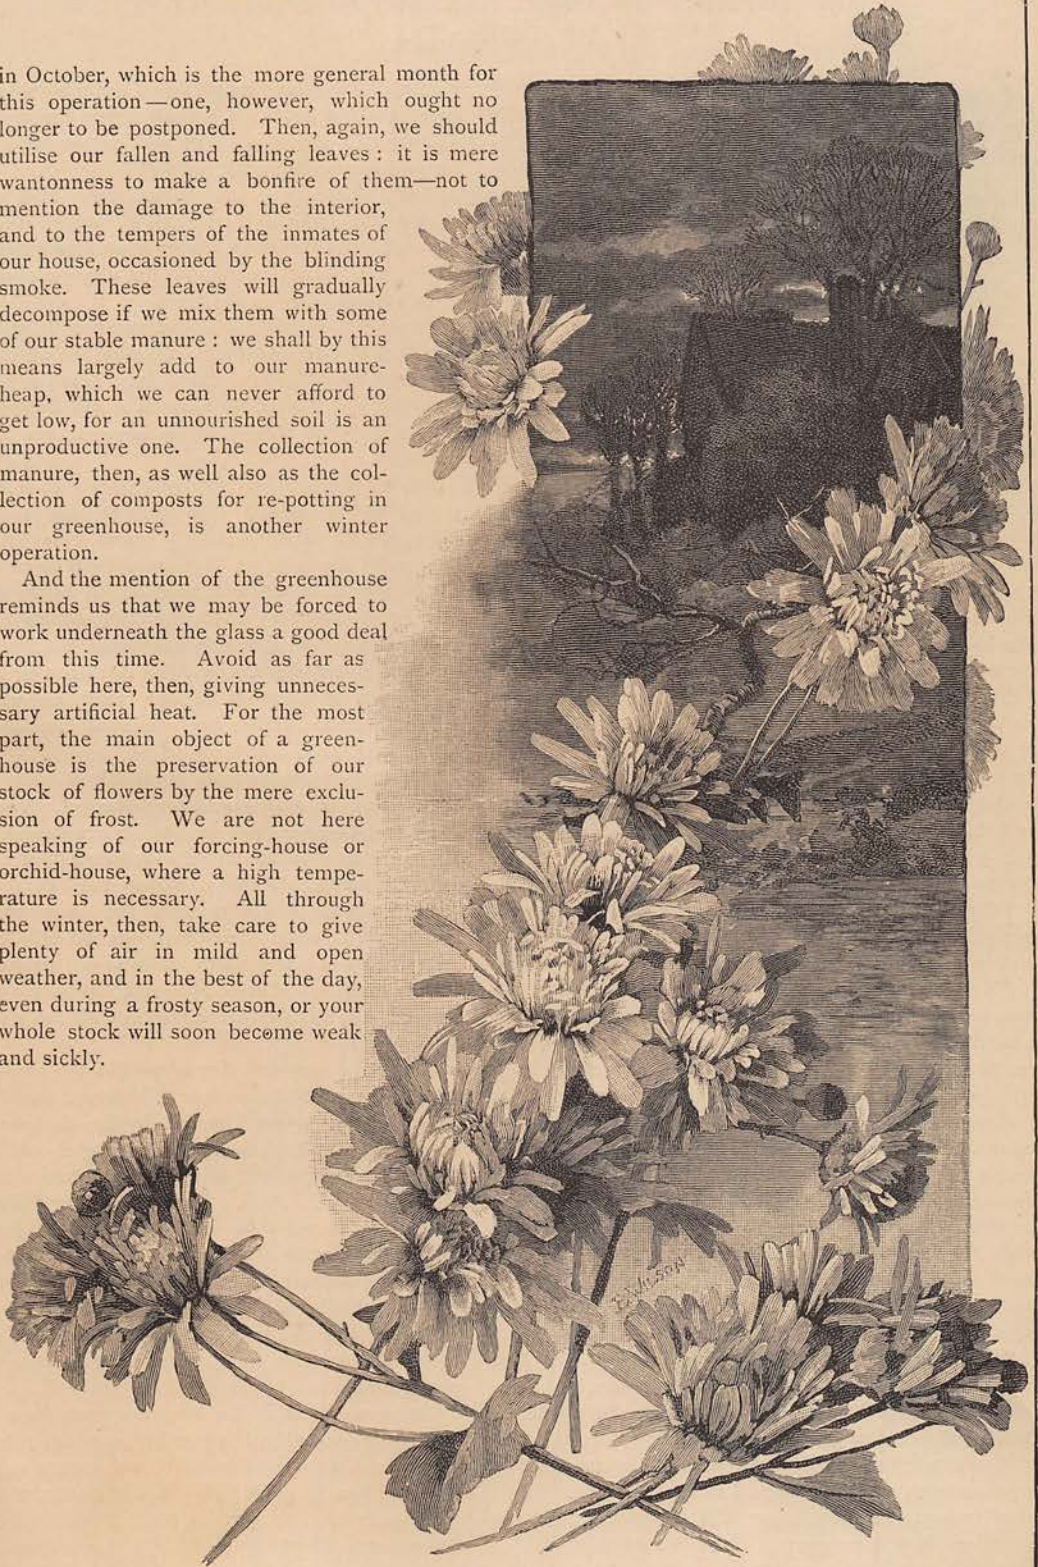 in October, which is the more general month for
this operation—one, however, which ought no
longer to be postponed. Then, again, we should
utilise our fallen and falling leaves : it is mere
wantonness to make a bonfire of them—not to
mention the damage to the interior,
and to the tempers of the inmates of
our house, occasioned by the blinding
smoke. These leaves will gradually
decompose if we mix them with some
of our stable manure : we shall by this
means largely add to our manure-
heap, which we can never afford to
get low, for an unnourished soil is an
unproductive one. The collection of
manure, then, as well also as the col-
lection of composts for re-potting in
our greenhouse, is another winter
operation.
And the mention of the greenhouse
reminds us that we may be forced to
work underneath the glass a good deal
from this time. Avoid as far as
possible here, then, giving unneces-
sary artificial heat. For the most
part, the main object of a green-
house is the preservation of our
stock of flowers by the mere exclu-
sion of frost. We are not here
speaking of our forcing-house or
orchid-house, where a high tempe-
rature is necessary. All through
the winter, then, take care to give
plenty of air in mild and open
weather, and in the best of the day,
even during a frosty season, or your
whole stock will soon become weak
and sickly.
WILSON